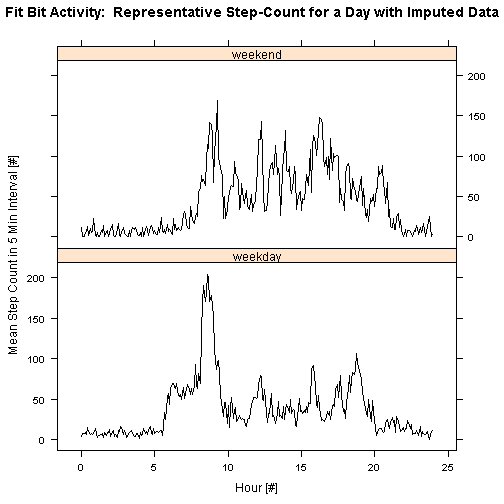 Fit Bit Activity:  Representative Step-Count for a Day with Imputed Data
weekend
200
150
100
50
0
Mean Step Count in 5 Min Interval [#]
weekday
200
150
100
50
0
0 5 10 15 20 25
Hour [#]